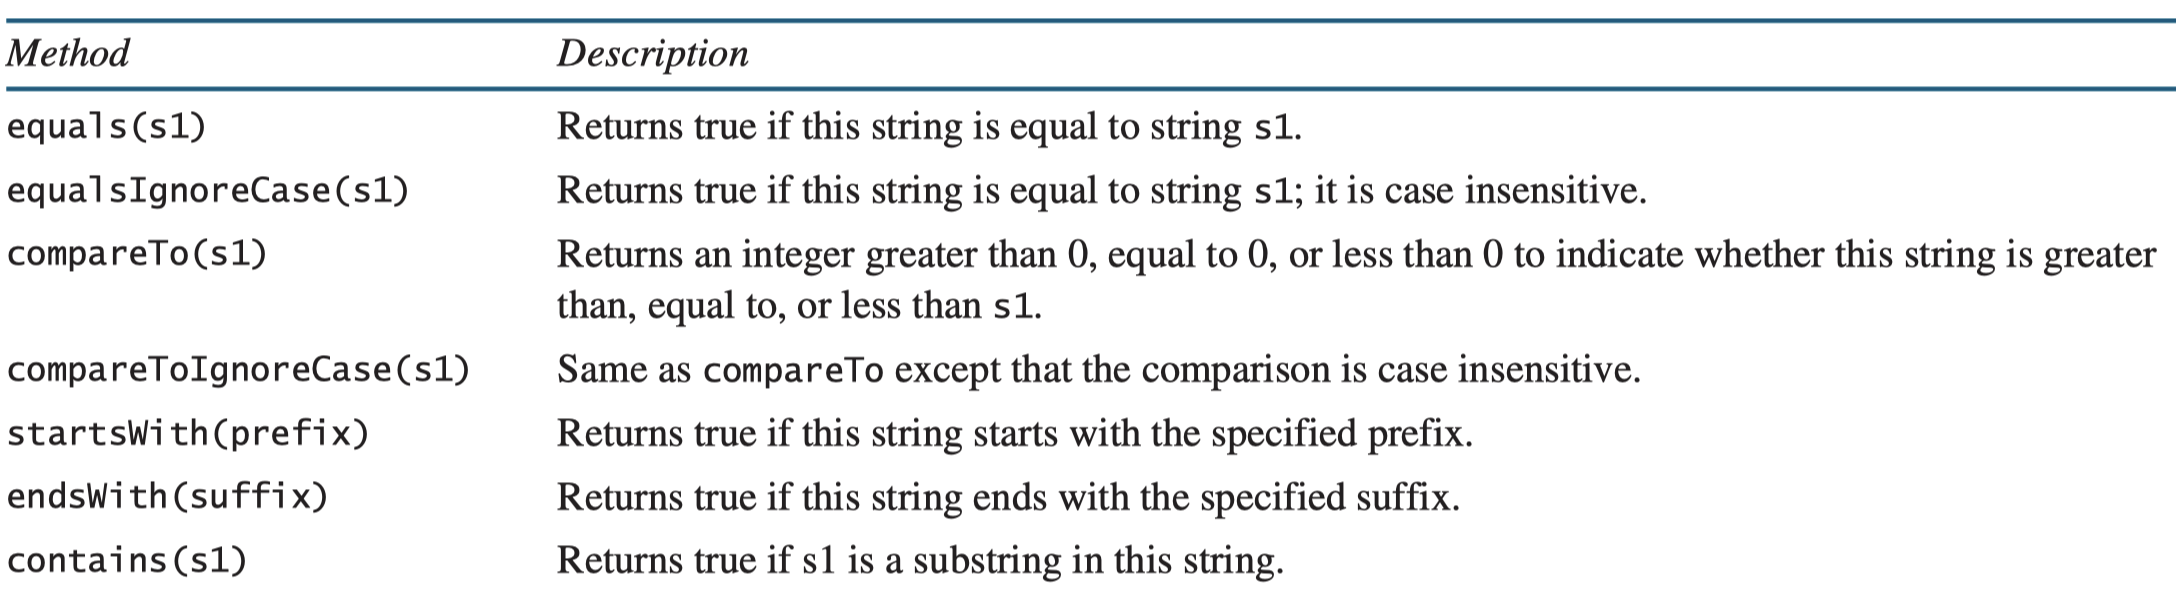 Method Description
equals(s1) Returns true if this string is equal to string s1.
equalsIgnoreCase(s1) Returns true if this string is equal to string s1; it is case insensitive.
compareTo(s1) Returns an integer greater than 0, equal to 0, or less than 0 to indicate whether this string is greater
than, equal to, or less than s1.
compareToIgnoreCase(s1) Same as compareTo except that the comparison is case insensitive.
startsWith(prefix) Returns true if this string starts with the specified prefix.
endsWith(suffix) Returns true if this string ends with the specified suffix.
contains(s1) Returns true if s1 is a substring in this string.